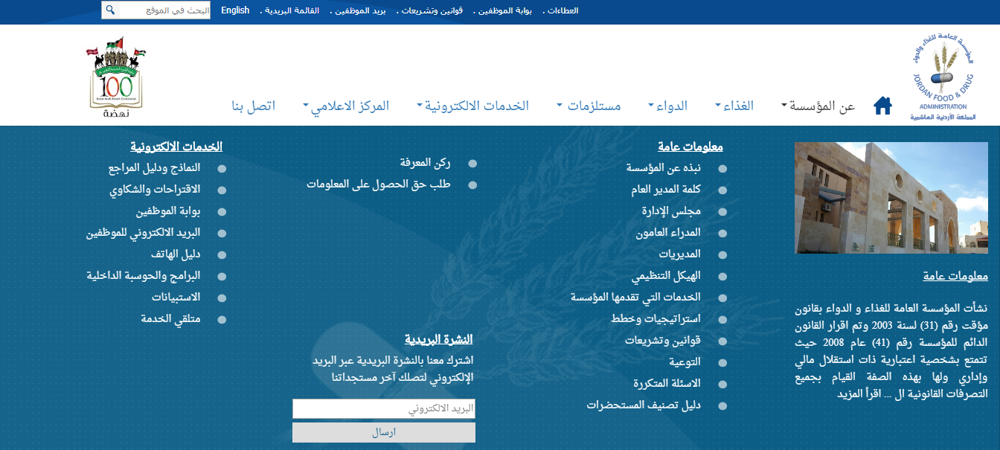 العطاءات .
بوابة الموظفين .
قوانين وتشريعات .
بريد الموظفين .
القائمة البريدية .
English
البحث في الموقع
المؤسسة العامة للغذاء والدواء
JORDAN FOOD & DRUG
ADMINISTRATION
المملكة الأردنية الهاشمية
100
Great Arab Revolt Centennial
نهضة
عن المؤسسة
الغذاء
الدواء
مستلزمات
الخدمات الالكترونية
المركز الاعلامي
اتصل بنا
معلومات عامة
نشأت المؤسسة العامة للغذاء و الدواء بقانون
مؤقت رقم (31) لسنة 2003 وتم اقرار القانون
الدائم للمؤسسة رقم (41) عام 2008 حيث
تتمتع بشخصية اعتبارية ذات استقلال مالي
وإداري ولها بهذه الصفة القيام بجميع
التصرفات القانونية ال ... اقرأ المزيد
معلومات عامة
نبذه عن المؤسسة
كلمة المدير العام
مجلس الإدارة
المدراء العامون
المديريات
الهيكل التنظيمي
الخدمات التي تقدمها المؤسسة
استراتيجيات وخطط
قوانين وتشريعات
التوعية
الاسئلة المتكررة
دليل تصنيف المستحضرات
ركن المعرفة
طلب حق الحصول على المعلومات
النشرة البريدية
اشترك معنا بالنشرة البريدية عبر البريد
الإلكتروني لتصلك آخر مستجداتنا
البريد الالكتروني
ارسال
الخدمات الالكترونية
النماذج ودليل المراجع
الاقتراحات والشكاوي
بوابة الموظفين
البريد الالكتروني للموظفين
دليل الهاتف
البرامج والحوسبة الداخلية
الاستبيانات
متلقي الخدمة